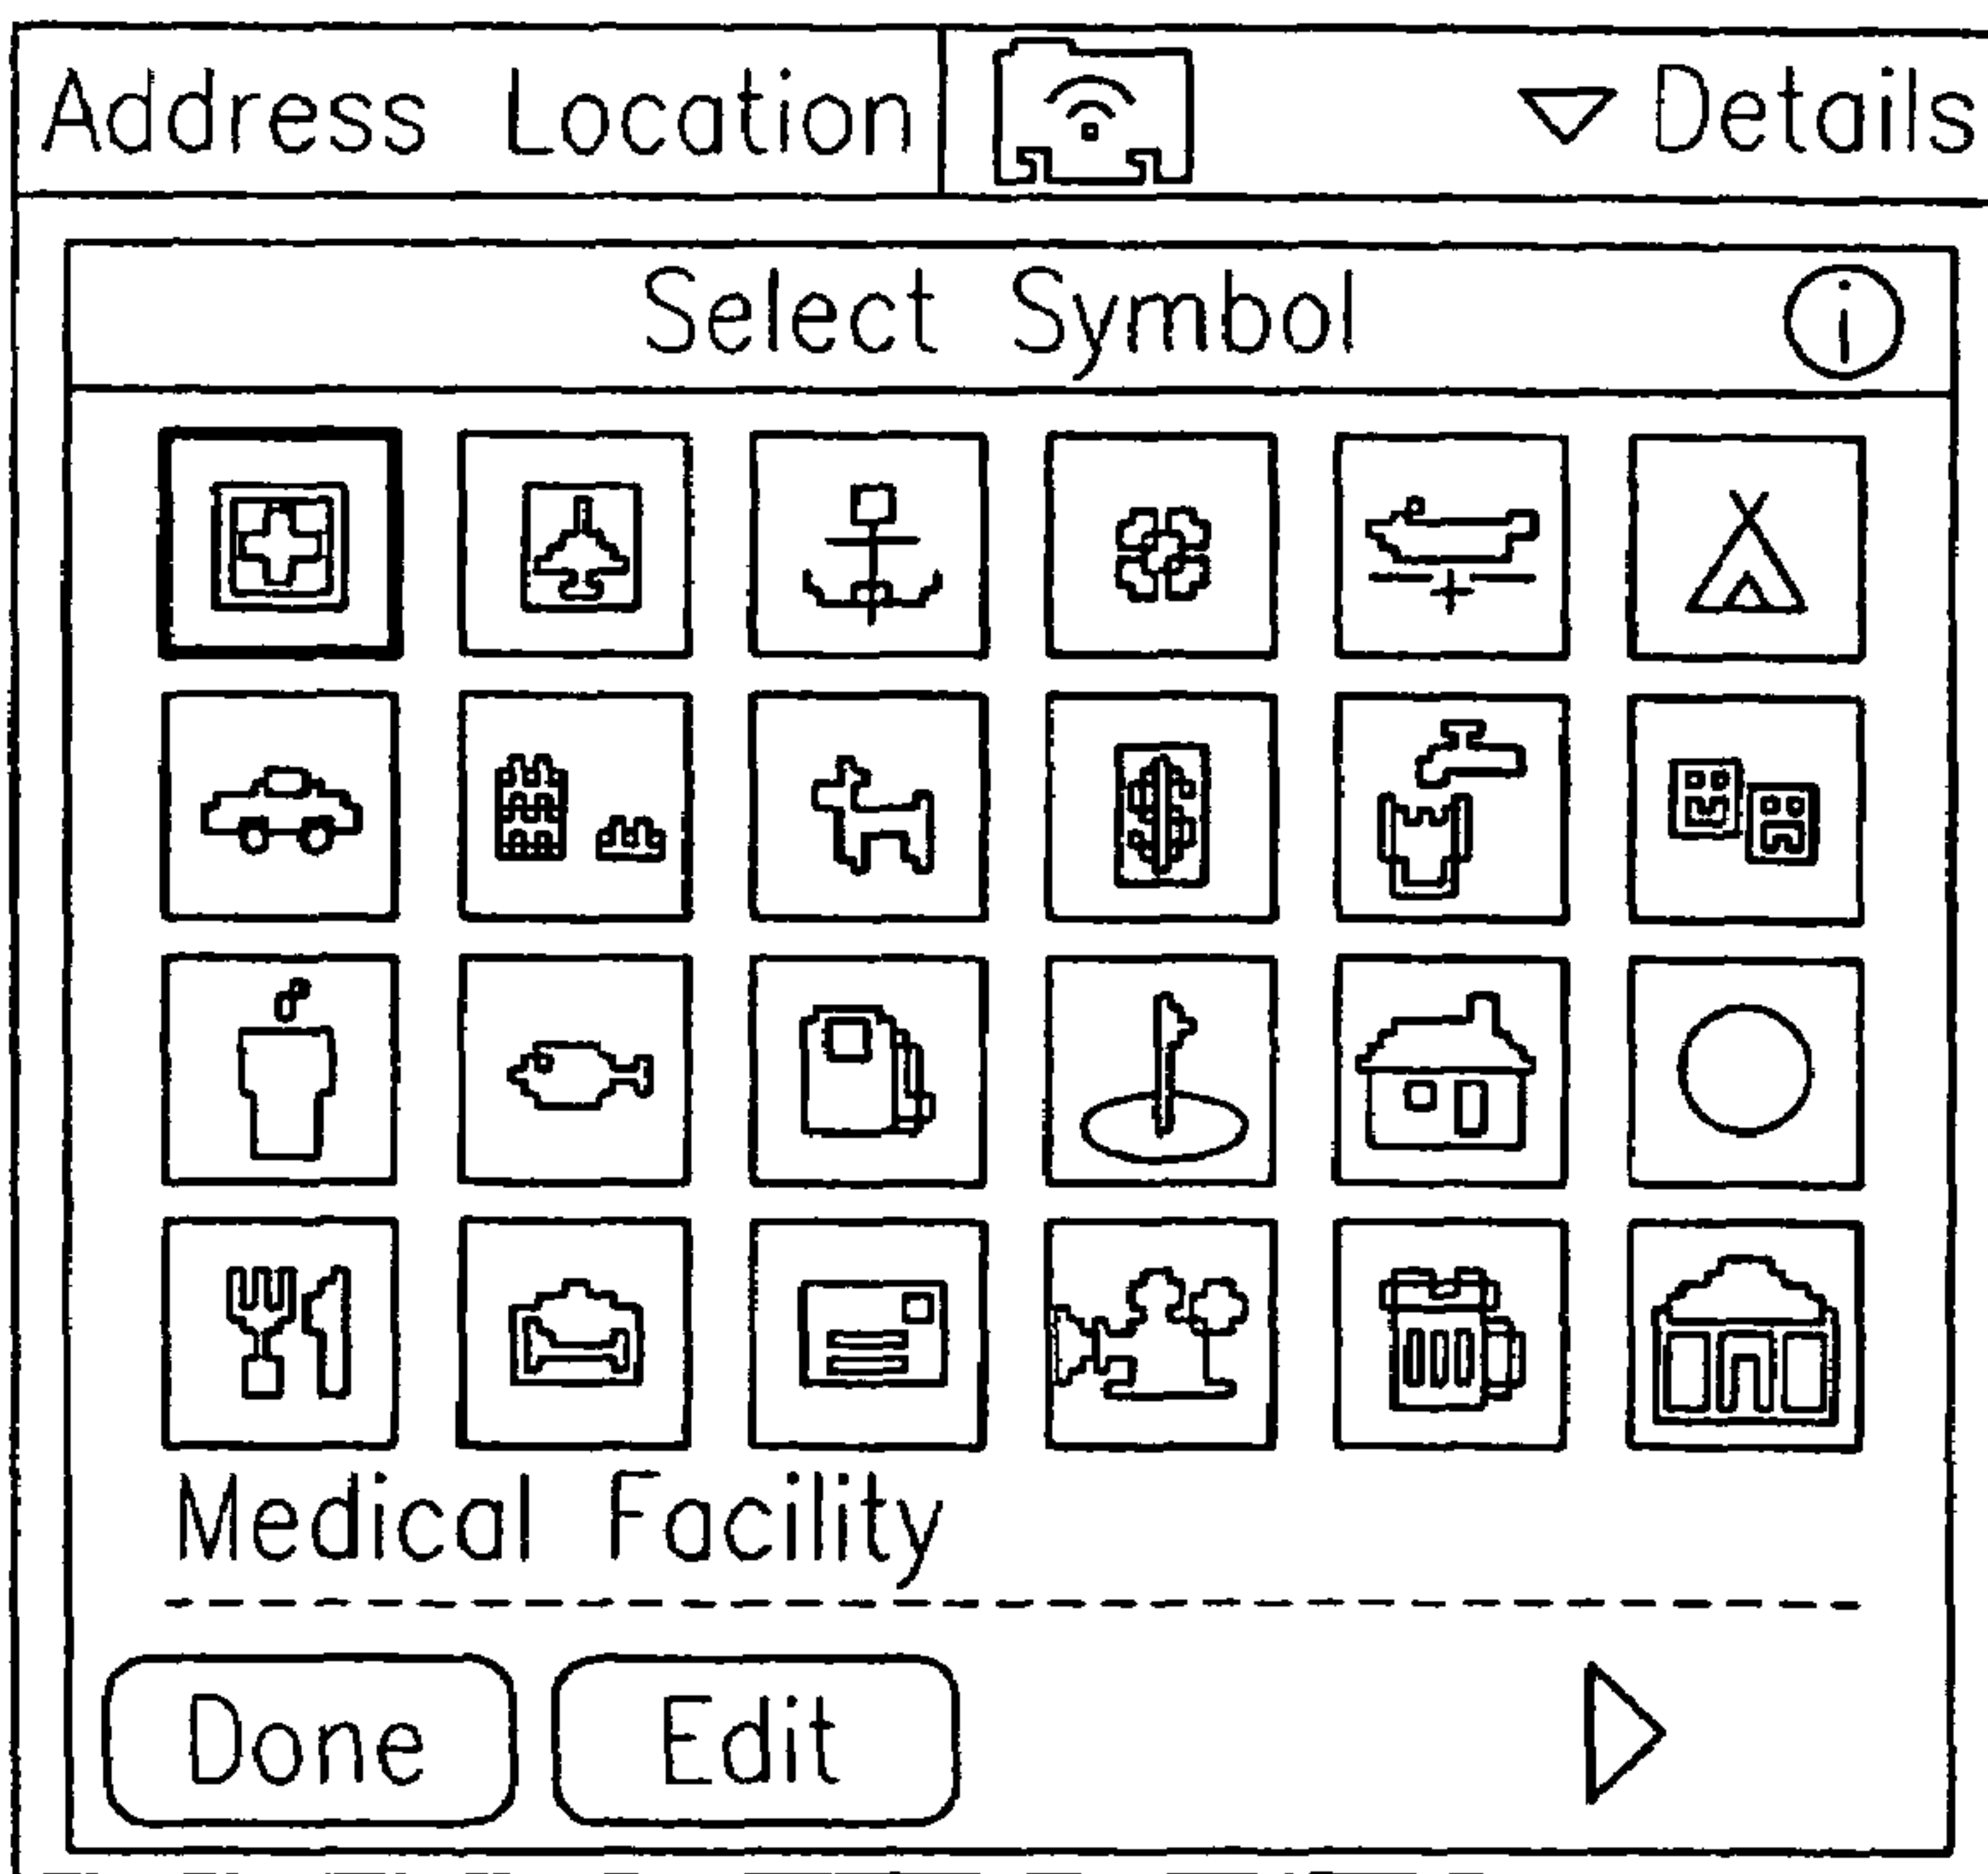 Address Location
Details
Select Symbol
Medical Facility
Done
Edit